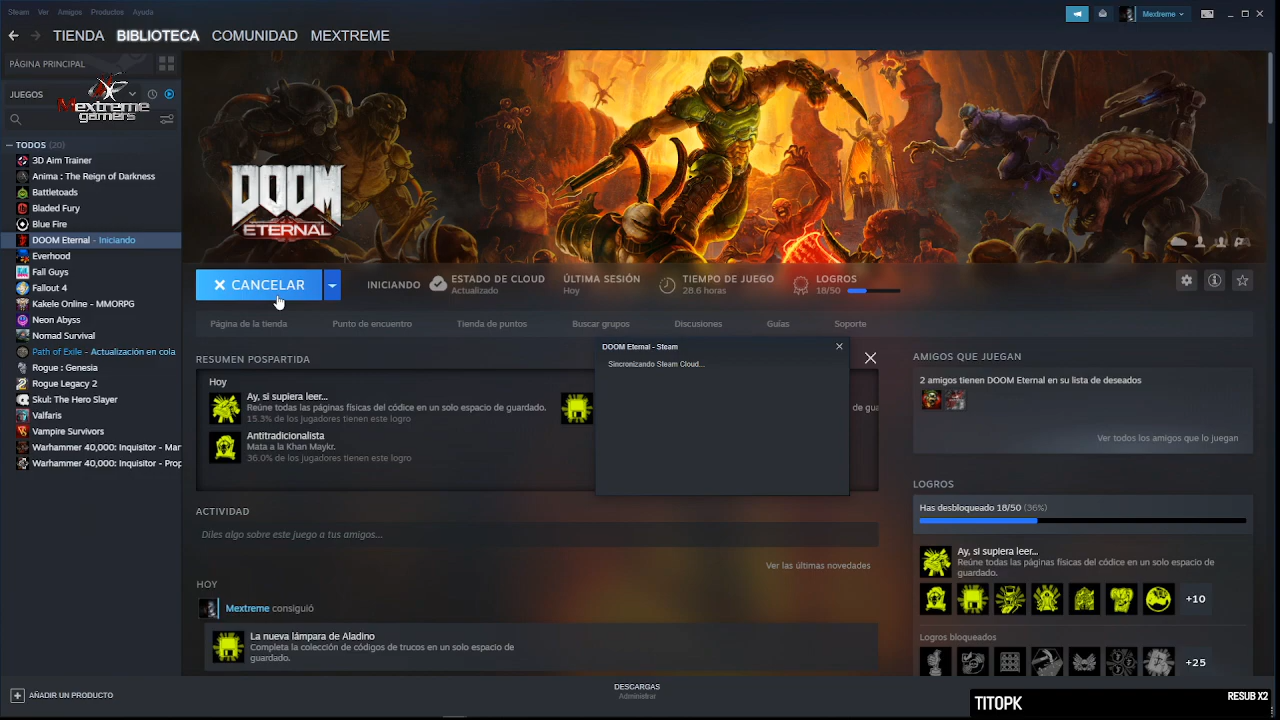 Steam Ver Amigos Productos Ayuda
Mextreme
TIENDA BIBLIOTECA COMUNIDAD MEXTREME
PÁGINA PRINCIPAL
JUEGOS
Mextreme
gamers
TODOS (20)
3D Aim Trainer
Anima : The Reign of Darkness
Battletoads
Bladed Fury
Blue Fire
DOOM Eternal - Iniciando
Everhood
Fall Guys
Fallout 4
Kakele Online - MMORPG
Neon Abyss
Nomad Survival
Path of Exile - Actualización en cola
Rogue : Genesia
Rogue Legacy 2
Skul: The Hero Slayer
Valfaris
Vampire Survivors
Warhammer 40,000: Inquisitor - Mar
Warhammer 40,000: Inquisitor - Prop
DOOM
ETERNAL
CANCELAR
INICIANDO
ESTADO DE CLOUD
Actualizado
ÚLTIMA SESIÓN
Hoy
TIEMPO DE JUEGO
28.6 horas
LOGROS
18/50
Página de la tienda Punto de encuentro Tienda de puntos Buscar grupos Discusiones Guías Soporte
RESUMEN POSPARTIDA
Hoy
Ay, si supiera leer...
Reúne todas las páginas físicas del códice en un solo espacio de guardado.
15.3% de los jugadores tienen este logro
de gua
Antitradicionalista
Mata a la Khan Maykr.
36.0% de los jugadores tienen este logro
DOOM Eternal - Steam
Sincronizando Steam Cloud...
ACTIVIDAD
Diles algo sobre este juego a tus amigos...
Ver las últimas novedades
HOY
Mextreme consiguió
La nueva lámpara de Aladino
Completa la colección de códigos de trucos en un solo espacio de
guardado.
AMIGOS QUE JUEGAN
2 amigos tienen DOOM Eternal en su lista de deseados
Ver todos los amigos que lo juegan
LOGROS
Has desbloqueado 18/50 (36%)
Ay, si supiera leer...
Reúne todas las páginas físicas del códice en un solo espacio de
guardado.
+10
Logros bloqueados
+25
AÑADIR UN PRODUCTO
DESCARGAS
Administrar
TITOPK
RESUB X2